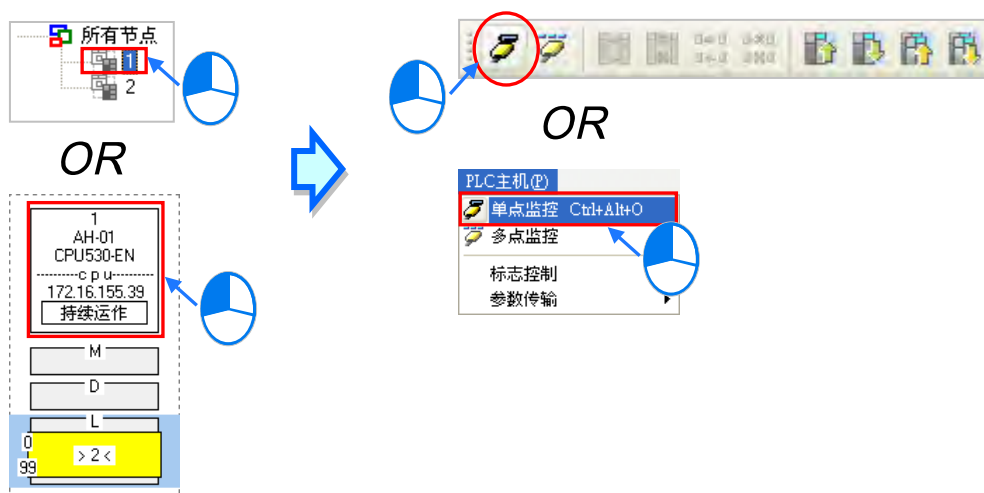 所有节点
1
2
OR
1
AH-01
CPU530-EN
---------c p u---------
172.16.155.39
持续运作
M
D
L
0
> 2 <
99
OR
PLC主机(P)
单点监控 Ctrl+Alt+O
多点监控
标志控制
参数传输